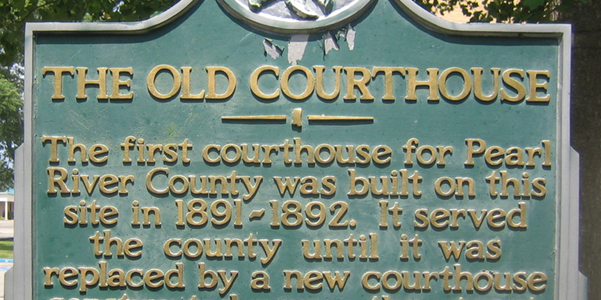 THE OLD COURTHOUSE
The first courthouse for Pearl
River County was built on this
site in 1891~1892. It served
the county until it was
replaced by a new courthouse